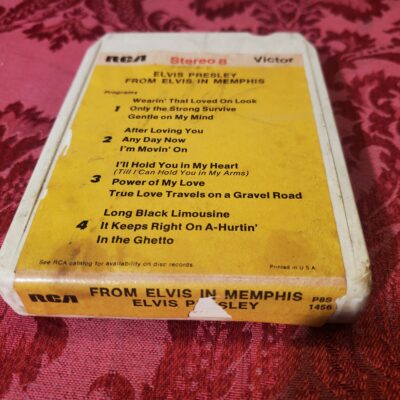 RCA Stereo 8 Victor
ELVIS PRESLEY
FROM ELVIS IN MEMPHIS
Programs
Wearin' That Loved On Look
1 Only the Strong Survive
Gentle on My Mind
After Loving You
2 Any Day Now
I'm Movin' On
I'll Hold You in My Heart
(Till I Can Hold You in My Arms)
3 Power of My Love
True Love Travels on a Gravel Road
Long Black Limousine
4 It Keeps Right On A-Hurtin'
In the Ghetto
See RCA catalog for availability on disc records. Printed in U.S.A.
RCA FROM ELVIS IN MEMPHIS P8S
ELVIS PRESLEY 1456